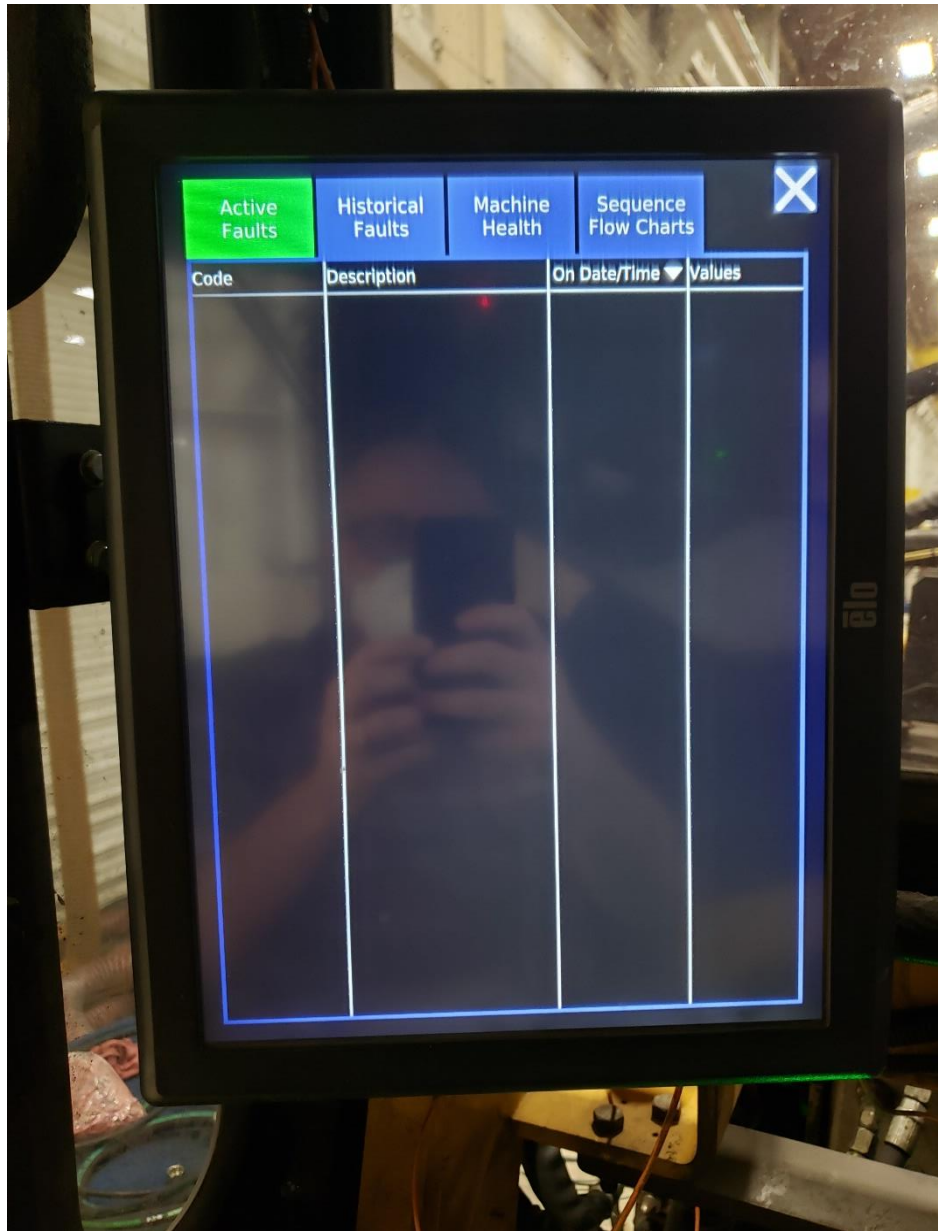 Active
Faults
Historical
Faults
Machine
Health
Sequence
Flow Charts
Code
Description
On Date/Time
Values
elo